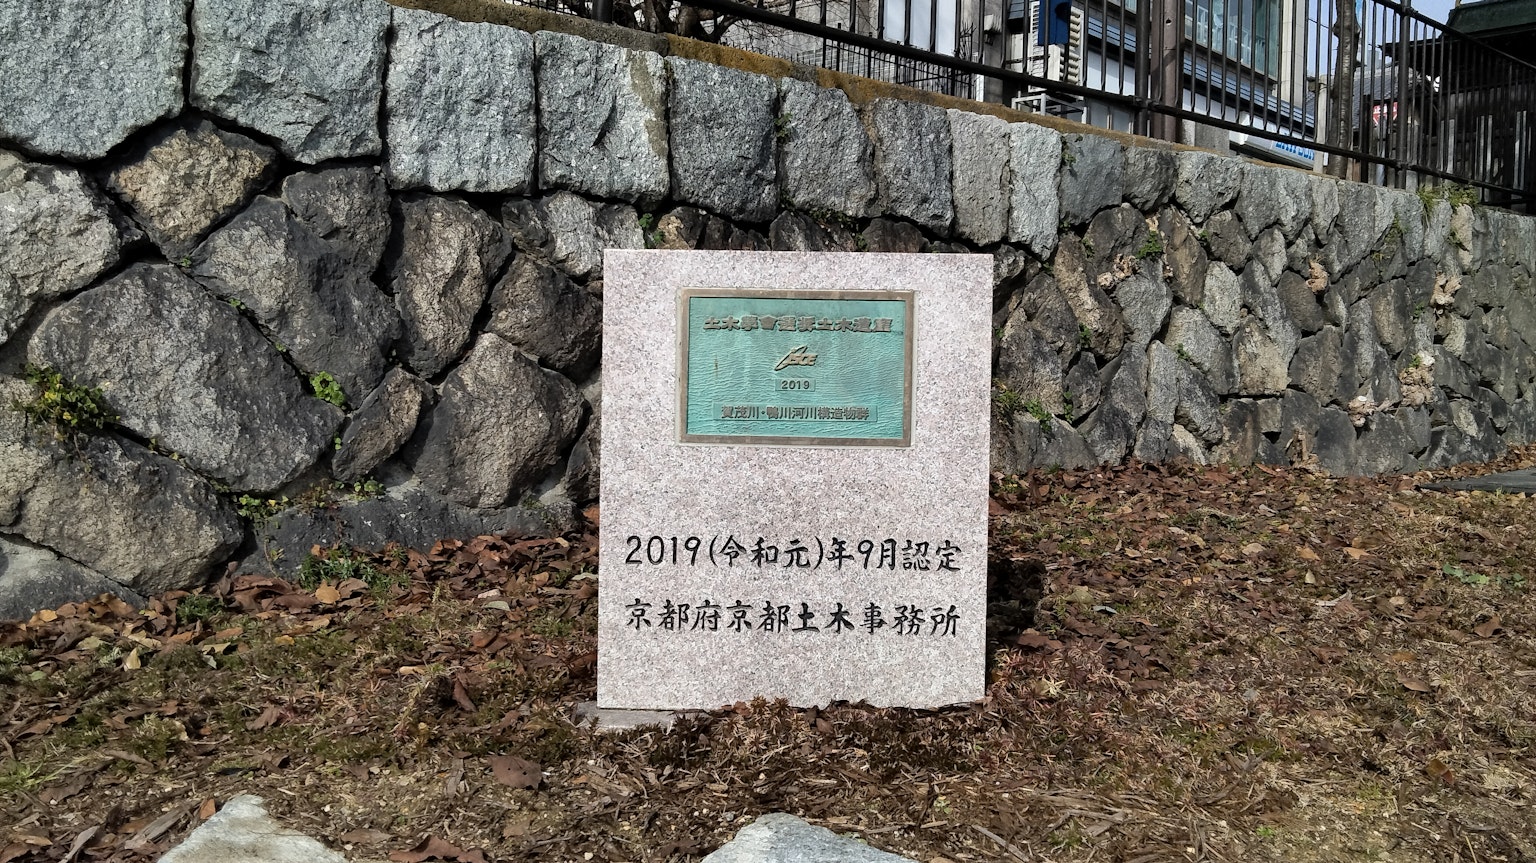 土木學會選奨土木遺産
JSCE
2019
賀茂川・鴨川河川構造物群
2019(令和元)年9月認定
京都府京都土木事務所